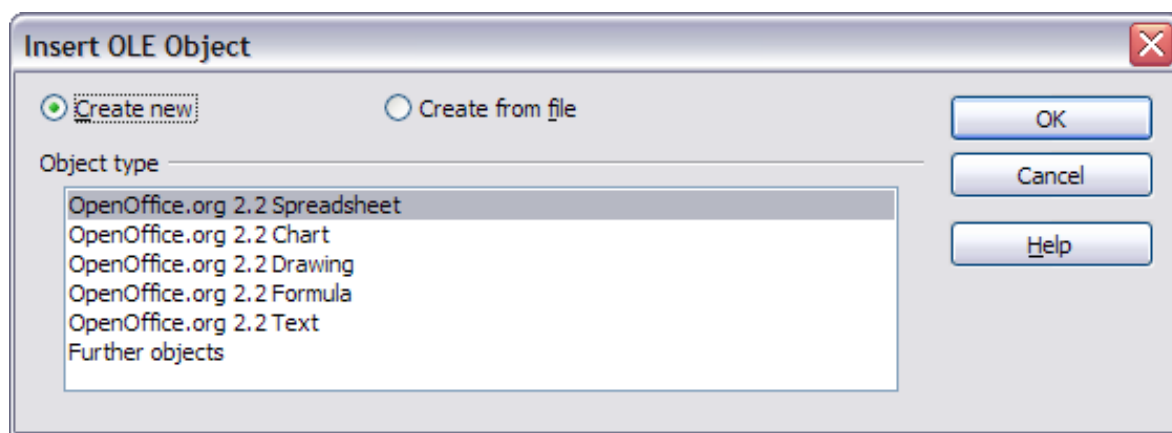 Insert OLE Object
Create new
Create from file
OK
Object type
Cancel
OpenOffice.org 2.2 Spreadsheet
OpenOffice.org 2.2 Chart
Help
OpenOffice.org 2.2 Drawing
OpenOffice.org 2.2 Formula
OpenOffice.org 2.2 Text
Further objects